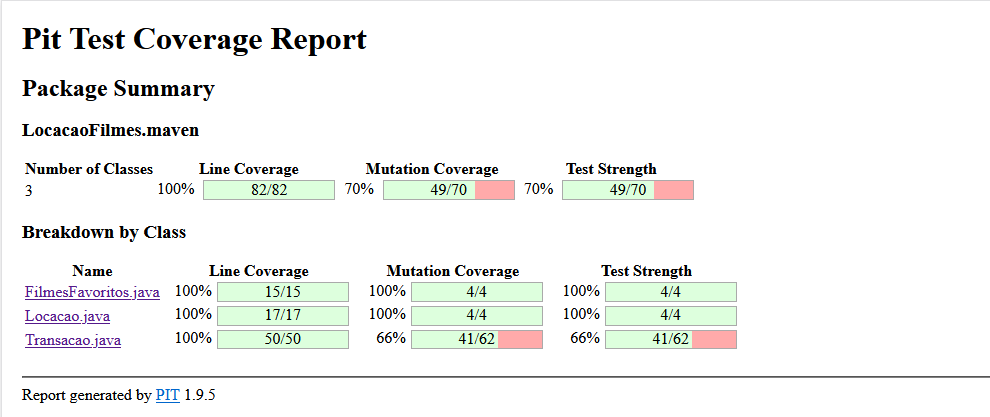 Pit Test Coverage Report
Package Summary
LocacaoFilmes.maven
Number of Classes Line Coverage Mutation Coverage Test Strength
3 100% 82/82 70% 49/70 70% 49/70
Breakdown by Class
Name Line Coverage Mutation Coverage Test Strength
FilmesFavoritos.java 100% 15/15 100% 4/4 100% 4/4
Locacao.java 100% 17/17 100% 4/4 100% 4/4
Transacao.java 100% 50/50 66% 41/62 66% 41/62
Report generated by PIT 1.9.5